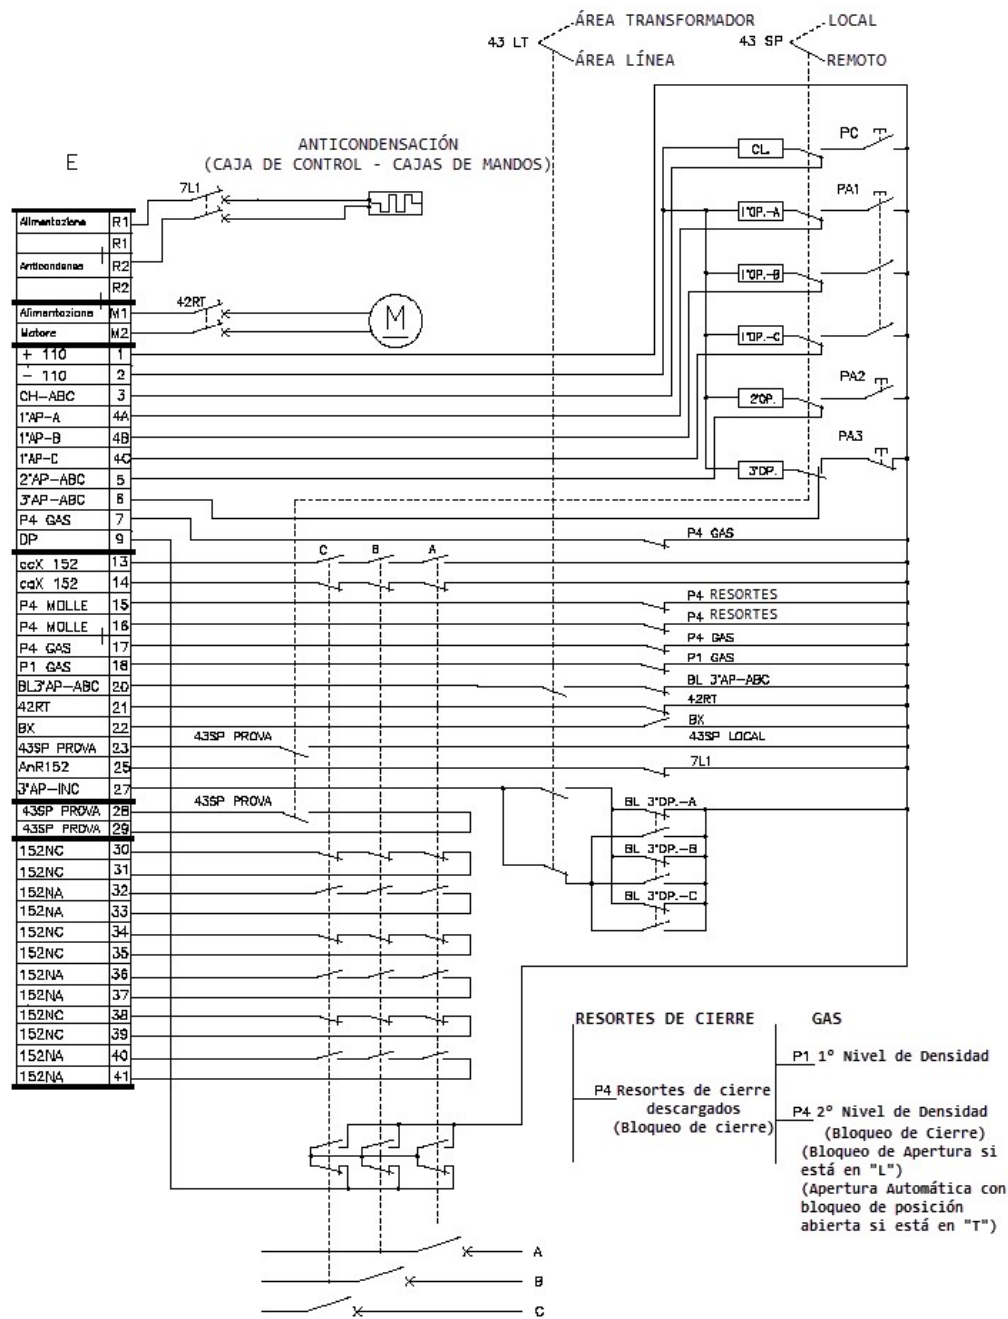 ÁREA TRANSFORMADOR
LOCAL
43 LT
43 SP
ÁREA LÍNEA
REMOTO
E
ANTICONDENSACIÓN
(CAJA DE CONTROL - CAJAS DE MANDOS)
PC
CL.
7L1
PA1
1°OP.-A
Alimentazione R1
R1
Anticondensa R2
R2
1°OP.-B
42RT
M
Alimentazione M1
Motore M2
1°OP.-C
+ 110 1
- 110 2
CH-ABC 3
1°AP-A 4A
1°AP-B 4B
1°AP-C 4C
2°AP-ABC 5
3°AP-ABC 6
P4 GAS 7
DP 9
PA2
2°OP.
PA3
3°OP.
P4 GAS
C B A
ccX 152 13
caX 152 14
P4 MOLLE 15 P4 RESORTES
P4 MOLLE 16 P4 RESORTES
P4 GAS 17 P4 GAS
P1 GAS 18 P1 GAS
BL3°AP-ABC 20 BL 3°AP-ABC
42RT 21 42RT
BX 22 BX
43SP PROVA 23 43SP PROVA 43SP LOCAL
AnR152 25 7L1
3°AP-INC 27
43SP PROVA 28 43SP PROVA
43SP PROVA 29
BL 3°OP.-A
BL 3°OP.-B
BL 3°OP.-C
152NC 30
152NC 31
152NA 32
152NA 33
152NC 34
152NC 35
152NA 36
152NA 37
152NC 38
152NC 39
152NA 40
152NA 41
RESORTES DE CIERRE
GAS
P1 1º Nivel de Densidad
P4 Resortes de cierre
descargados
(Bloqueo de cierre)
P4 2º Nivel de Densidad
(Bloqueo de Cierre)
(Bloqueo de Apertura si
está en "L")
(Apertura Automática con
bloqueo de posición
abierta si está en "T")
A
B
C